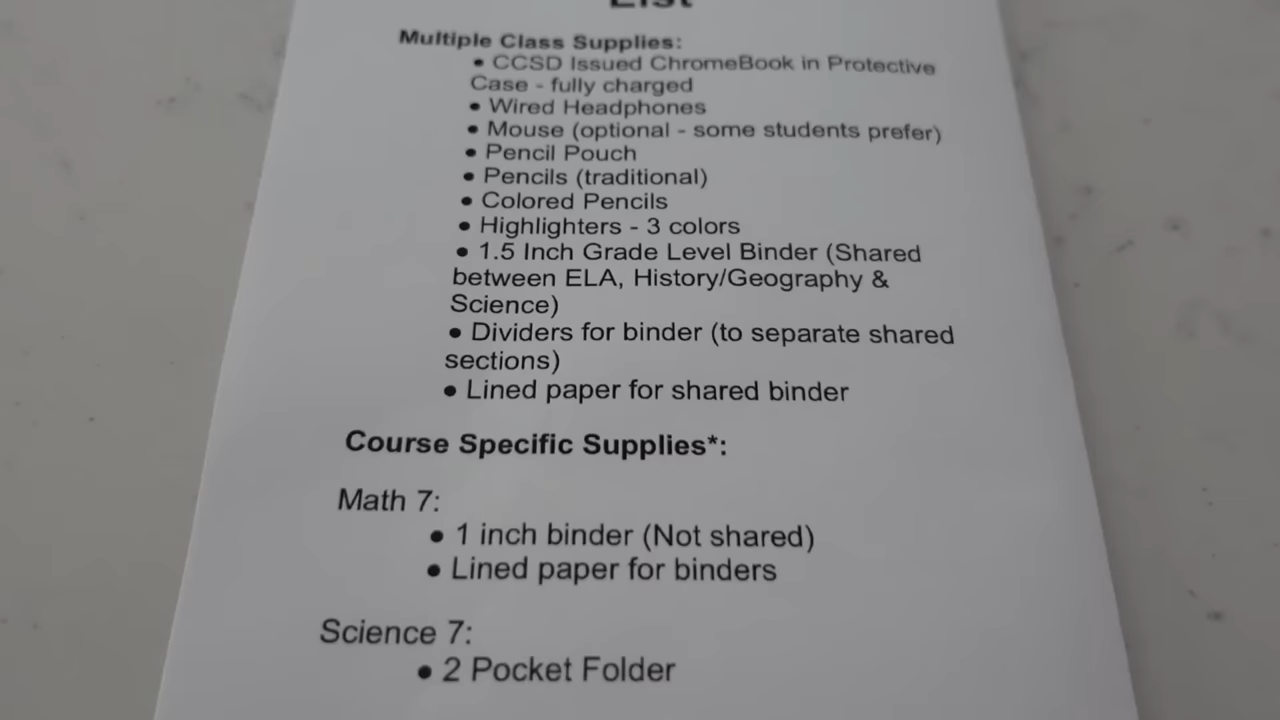 List
Multiple Class Supplies:
• CCSD Issued ChromeBook in Protective
Case - fully charged
• Wired Headphones
• Mouse (optional - some students prefer)
• Pencil Pouch
• Pencils (traditional)
• Colored Pencils
• Highlighters - 3 colors
• 1.5 Inch Grade Level Binder (Shared
between ELA, History/Geography &
Science)
• Dividers for binder (to separate shared
sections)
• Lined paper for shared binder
Course Specific Supplies*:
Math 7:
• 1 inch binder (Not shared)
• Lined paper for binders
Science 7:
• 2 Pocket Folder